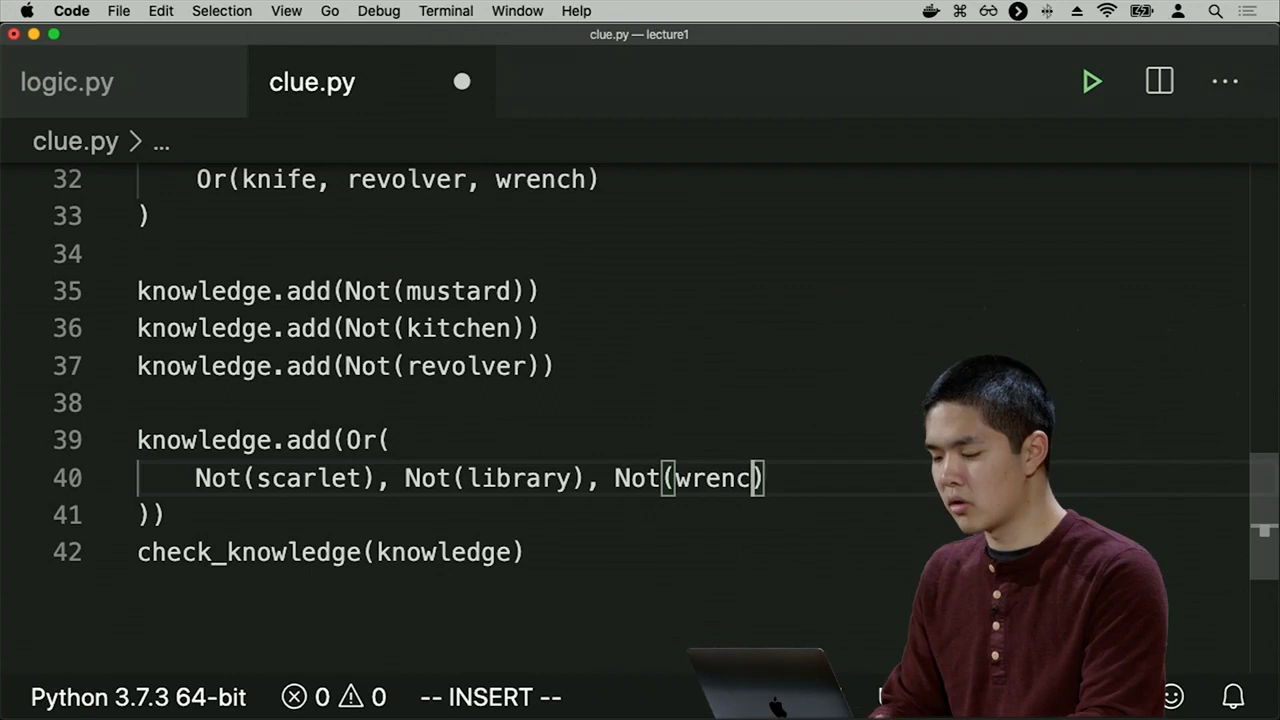 Code File Edit Selection View Go Debug Terminal Window Help
clue.py — lecture1
logic.py clue.py
clue.py > ...
32 Or(knife, revolver, wrench)
33 )
34
35 knowledge.add(Not(mustard))
36 knowledge.add(Not(kitchen))
37 knowledge.add(Not(revolver))
38
39 knowledge.add(Or(
40 Not(scarlet), Not(library), Not(wrenc)
41 ))
42 check_knowledge(knowledge)
Python 3.7.3 64-bit 0 0 -- INSERT --